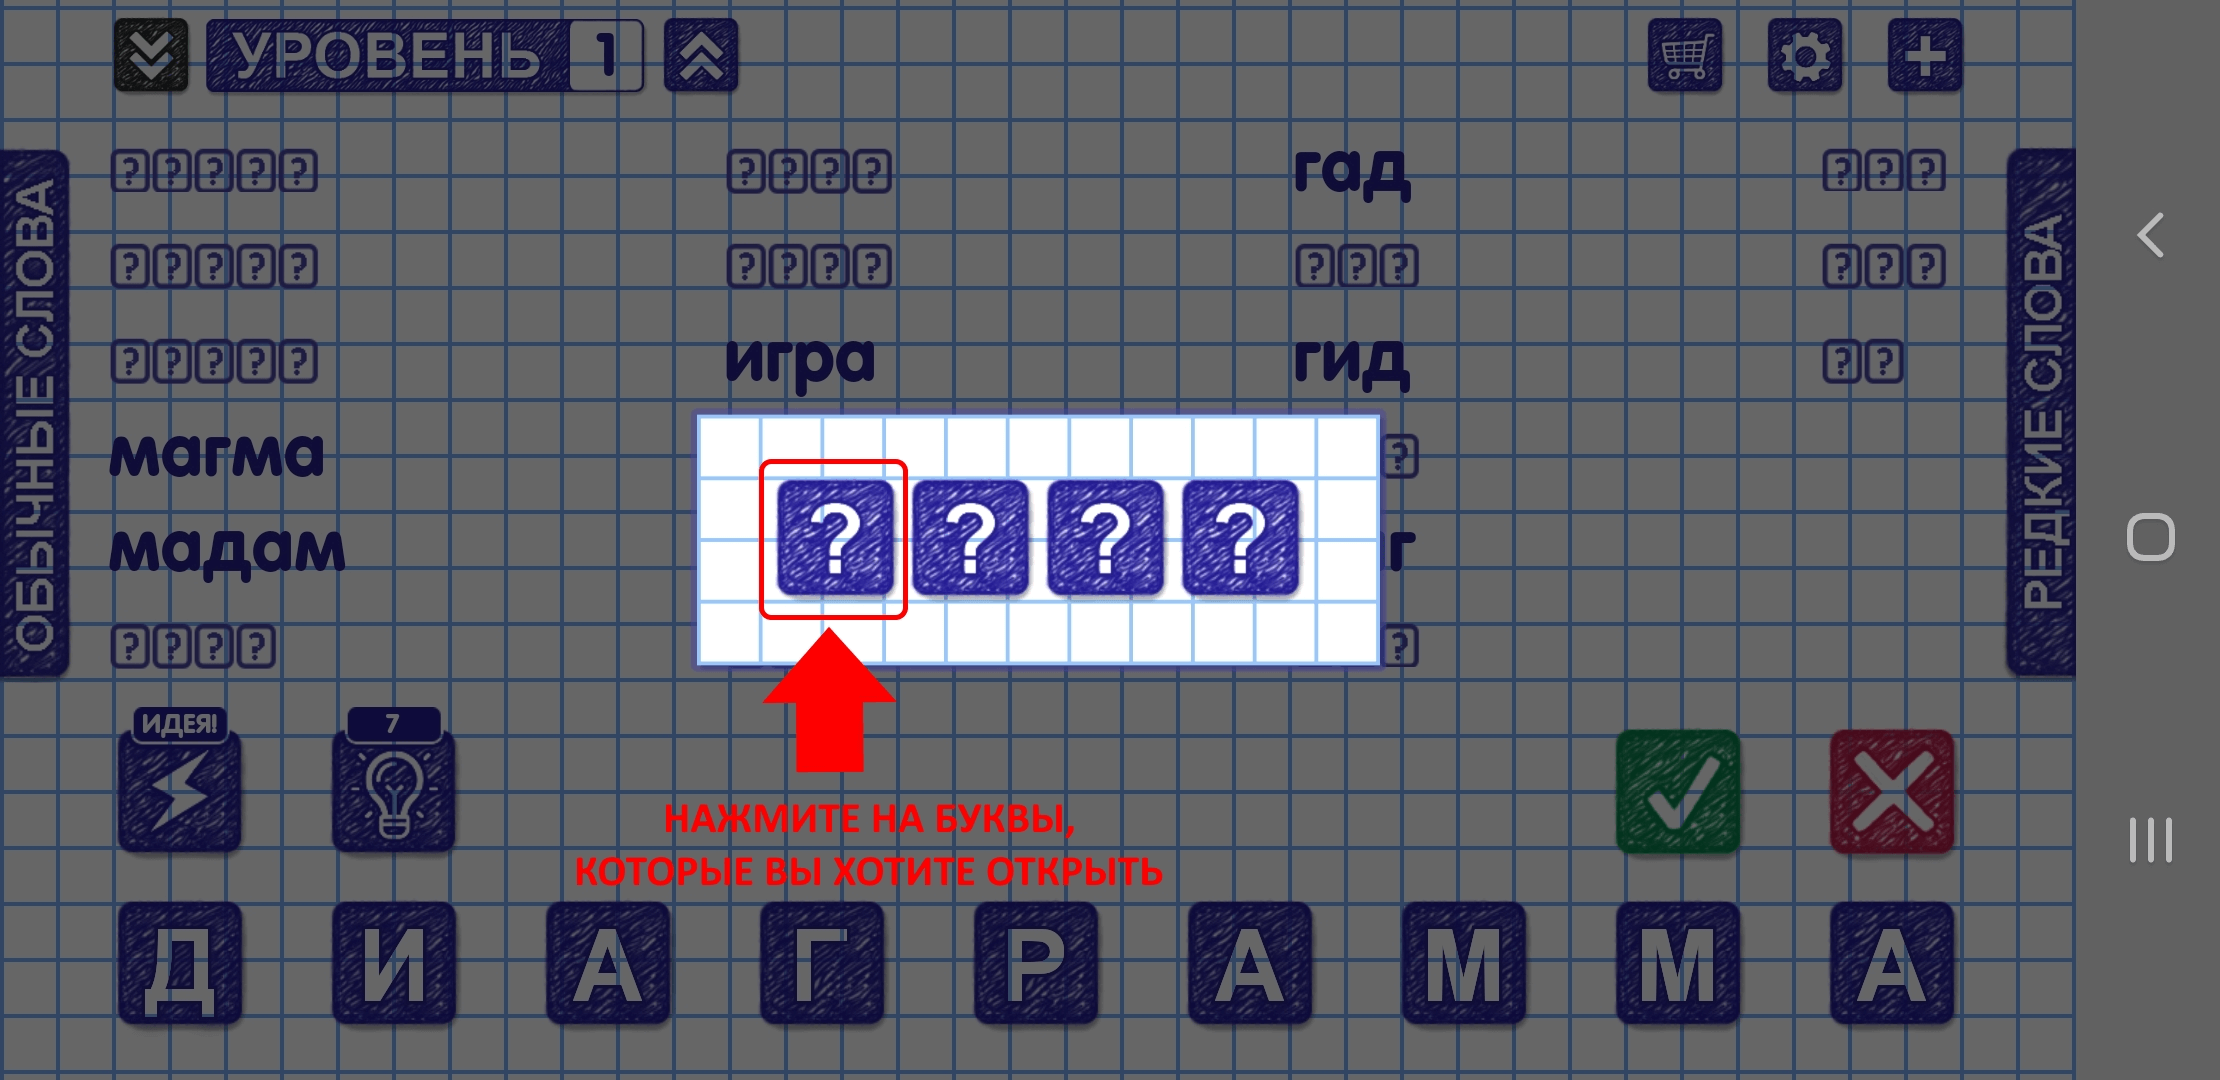 УРОВЕНЬ 1
ОБЫЧНЫЕ СЛОВА
РЕДКИЕ СЛОВА
? ? ? ? ?
? ? ? ?
гад
? ? ?
? ? ? ? ?
? ? ? ?
? ? ?
? ? ?
? ? ? ? ?
игра
гид
? ?
магма
?
мадам
? ? ? ?
г
? ? ? ?
?
ИДЕЯ!
7
НАЖМИТЕ НА БУКВЫ,
КОТОРЫЕ ВЫ ХОТИТЕ ОТКРЫТЬ
Д И А Г Р А М М А